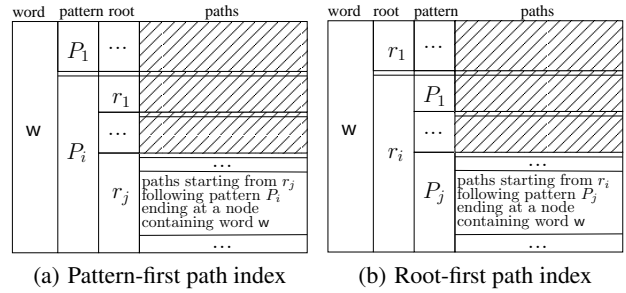 word pattern root paths
P1 ...
w Pi r1
...
rj ...
paths starting from rj
following pattern Pi
ending at a node
containing word w
...
(a) Pattern-first path index
word root pattern paths
r1 ...
w ri P1
...
Pj ...
paths starting from ri
following pattern Pj
ending at a node
containing word w
...
(b) Root-first path index